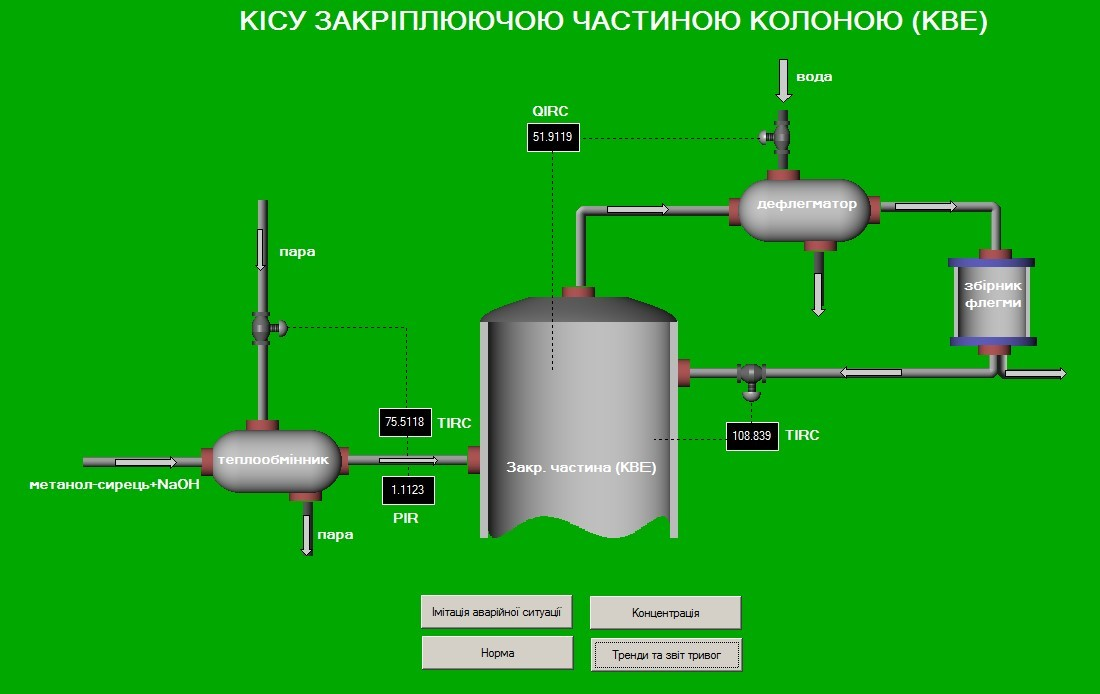 КІСУ ЗАКРІПЛЮЮЧОЮ ЧАСТИНОЮ КОЛОНОЮ (КВЕ)
вода
QIRC
51.9119
дефлегматор
пара
збірник
флегми
75.5118 TIRC
108.839 TIRC
теплообмінник
Закр. частина (КВЕ)
метанол-сирець+NaOH
1.1123
PIR
пара
Імітація аварійної ситуації
Концентрація
Норма
Тренди та звіт тривог